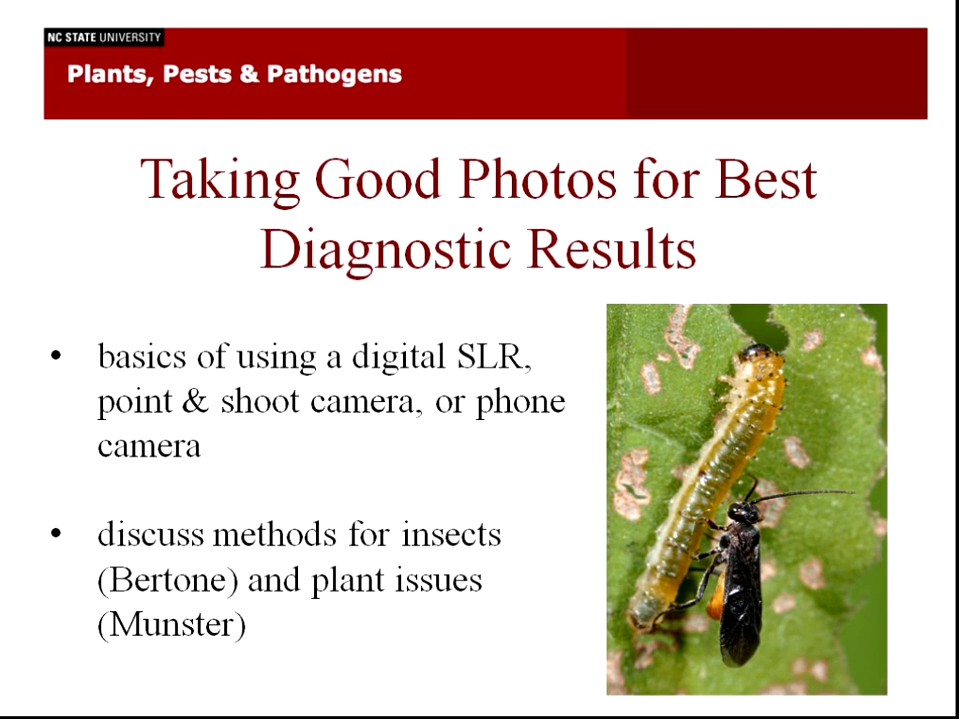 NC STATE UNIVERSITY
Plants, Pests & Pathogens
Taking Good Photos for Best
Diagnostic Results
• basics of using a digital SLR,
point & shoot camera, or phone
camera
• discuss methods for insects
(Bertone) and plant issues
(Munster)